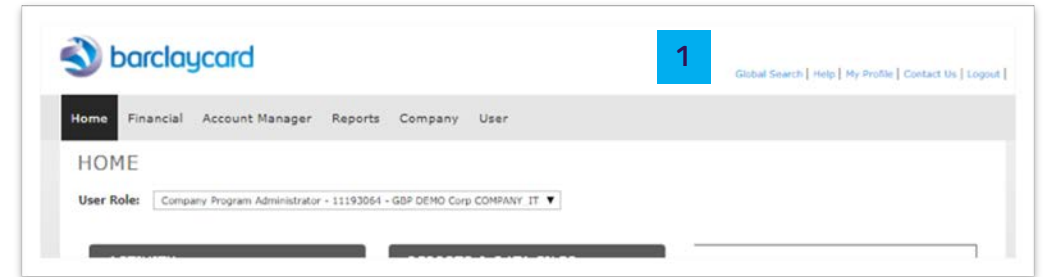 barclaycard
1
Global Search | Help | My Profile | Contact Us | Logout |
Home Financial Account Manager Reports Company User
HOME
User Role: Company Program Administrator - 11193064 - GBP DEMO Corp COMPANY_IT ▼